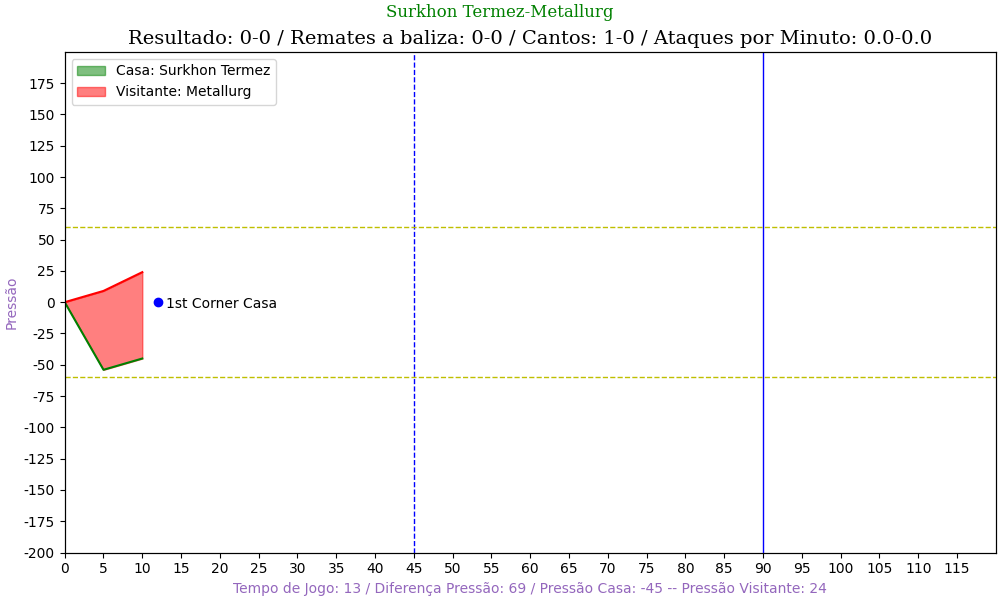 Surkhon Termez-Metallurg
Resultado: 0-0 / Remates a baliza: 0-0 / Cantos: 1-0 / Ataques por Minuto: 0.0-0.0
Casa: Surkhon Termez
Visitante: Metallurg
175
150
125
100
75
50
25
0
-25
-50
-75
-100
-125
-150
-175
-200
Pressão
1st Corner Casa
0 5 10 15 20 25 30 35 40 45 50 55 60 65 70 75 80 85 90 95 100 105 110 115
Tempo de Jogo: 13 / Diferença Pressão: 69 / Pressão Casa: -45 -- Pressão Visitante: 24